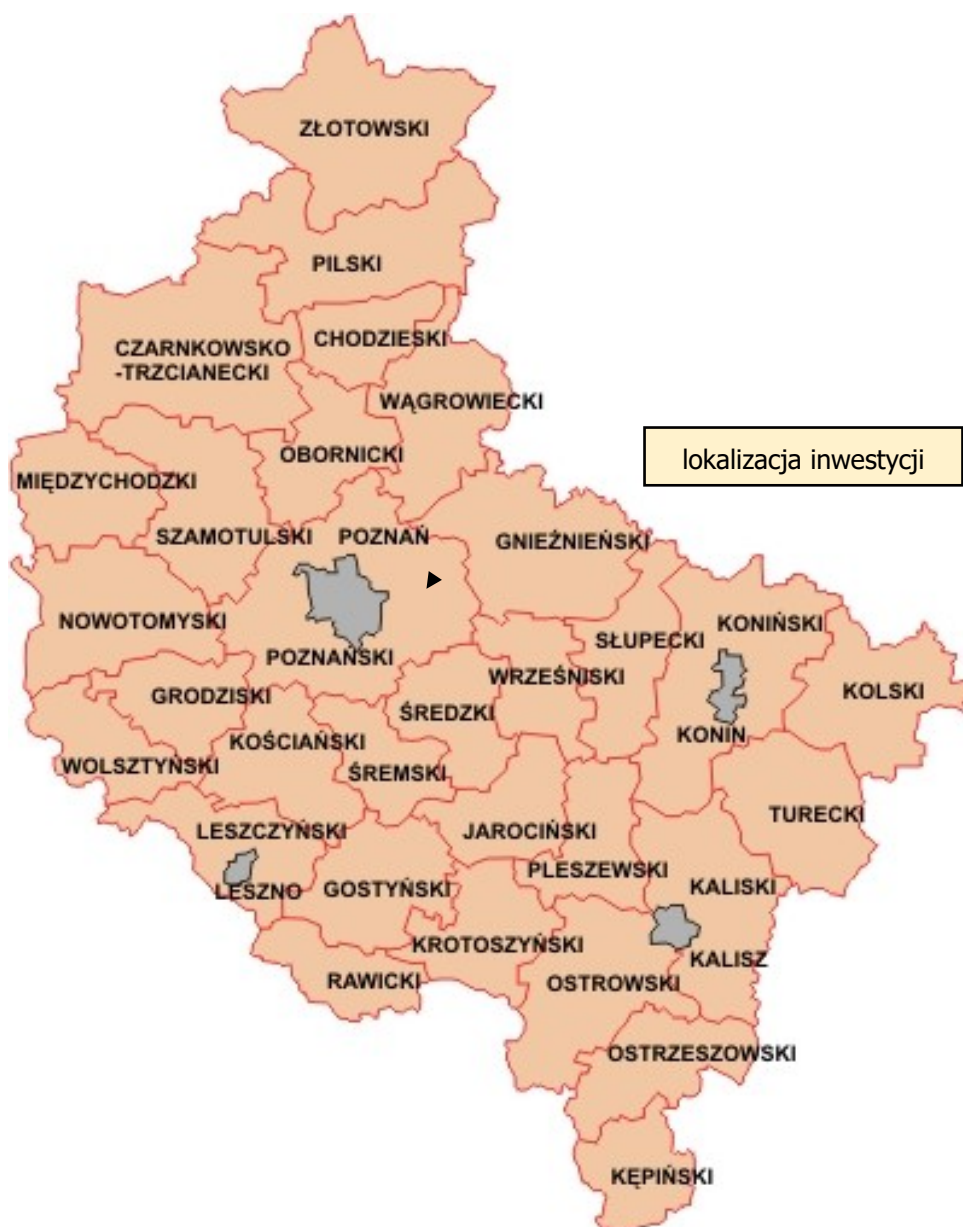 ZŁOTOWSKI
PILSKI
CHODZIESKI
CZARNKOWSKO
-TRZCIANECKI
WĄGROWIECKI
OBORNICKI
lokalizacja inwestycji
MIĘDZYCHODZKI
SZAMOTULSKI
POZNAŃ
GNIEŹNIEŃSKI
NOWOTOMYSKI
SŁUPECKI
KONIŃSKI
POZNAŃSKI
WRZEŚNISKI
GRODZISKI
KOLSKI
ŚREDZKI
KOŚCIAŃSKI
KONIN
WOLSZTYŃSKI
ŚREMSKI
TURECKI
LESZCZYŃSKI
JAROCIŃSKI
PLESZEWSKI
LESZNO
GOSTYŃSKI
KALISKI
KROTOSZYŃSKI
KALISZ
RAWICKI
OSTROWSKI
OSTRZESZOWSKI
KĘPIŃSKI